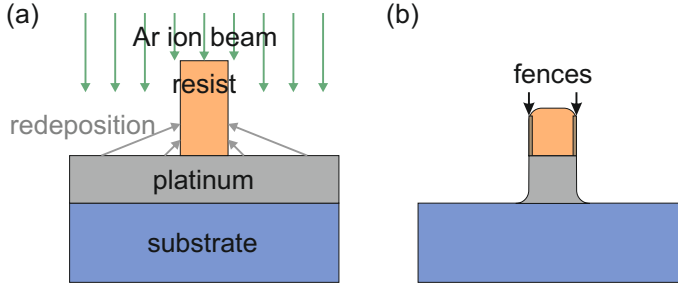 (a)
Ar ion beam
resist
redeposition
platinum
substrate
(b)
fences